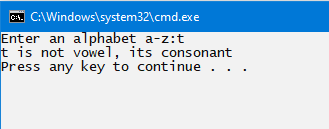 C:\Windows\system32\cmd.exe
Enter an alphabet a-z:t
t is not vowel, its consonant
Press any key to continue . . .